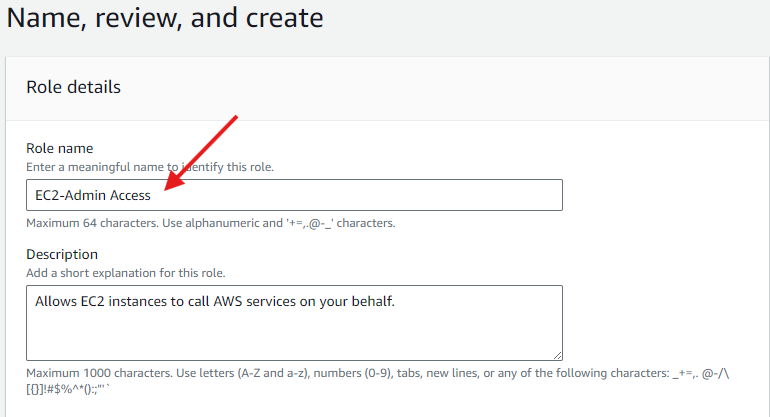 Name, review, and create
Role details
Role name
Enter a meaningful name to identify this role.
EC2-Admin Access
Maximum 64 characters. Use alphanumeric and '+=,.@-_' characters.
Description
Add a short explanation for this role.
Allows EC2 instances to call AWS services on your behalf.
Maximum 1000 characters. Use letters (A-Z and a-z), numbers (0-9), tabs, new lines, or any of the following characters: _+=,. @-/\
[{}]!#$%^*();:;"'`